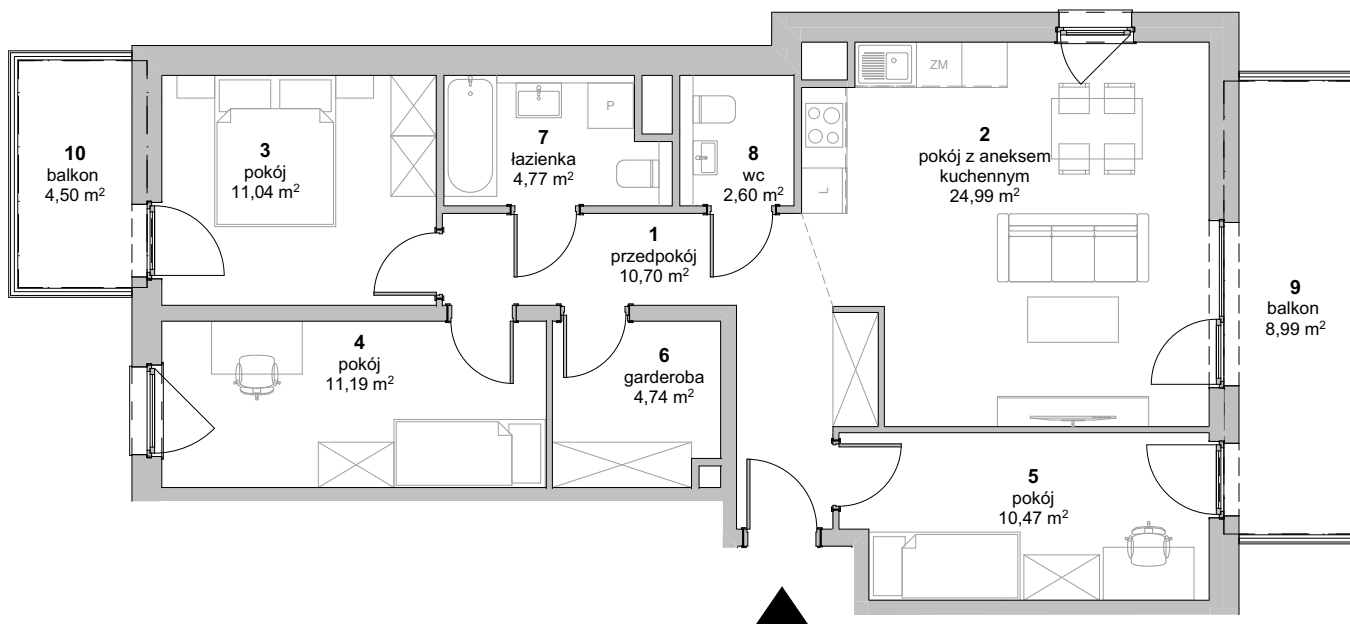 10
balkon
4,50 m²
3
pokój
11,04 m²
7
łazienka
4,77 m²
P
8
wc
2,60 m²
ZM
L
2
pokój z aneksem
kuchennym
24,99 m²
1
przedpokój
10,70 m²
9
balkon
8,99 m²
4
pokój
11,19 m²
6
garderoba
4,74 m²
5
pokój
10,47 m²